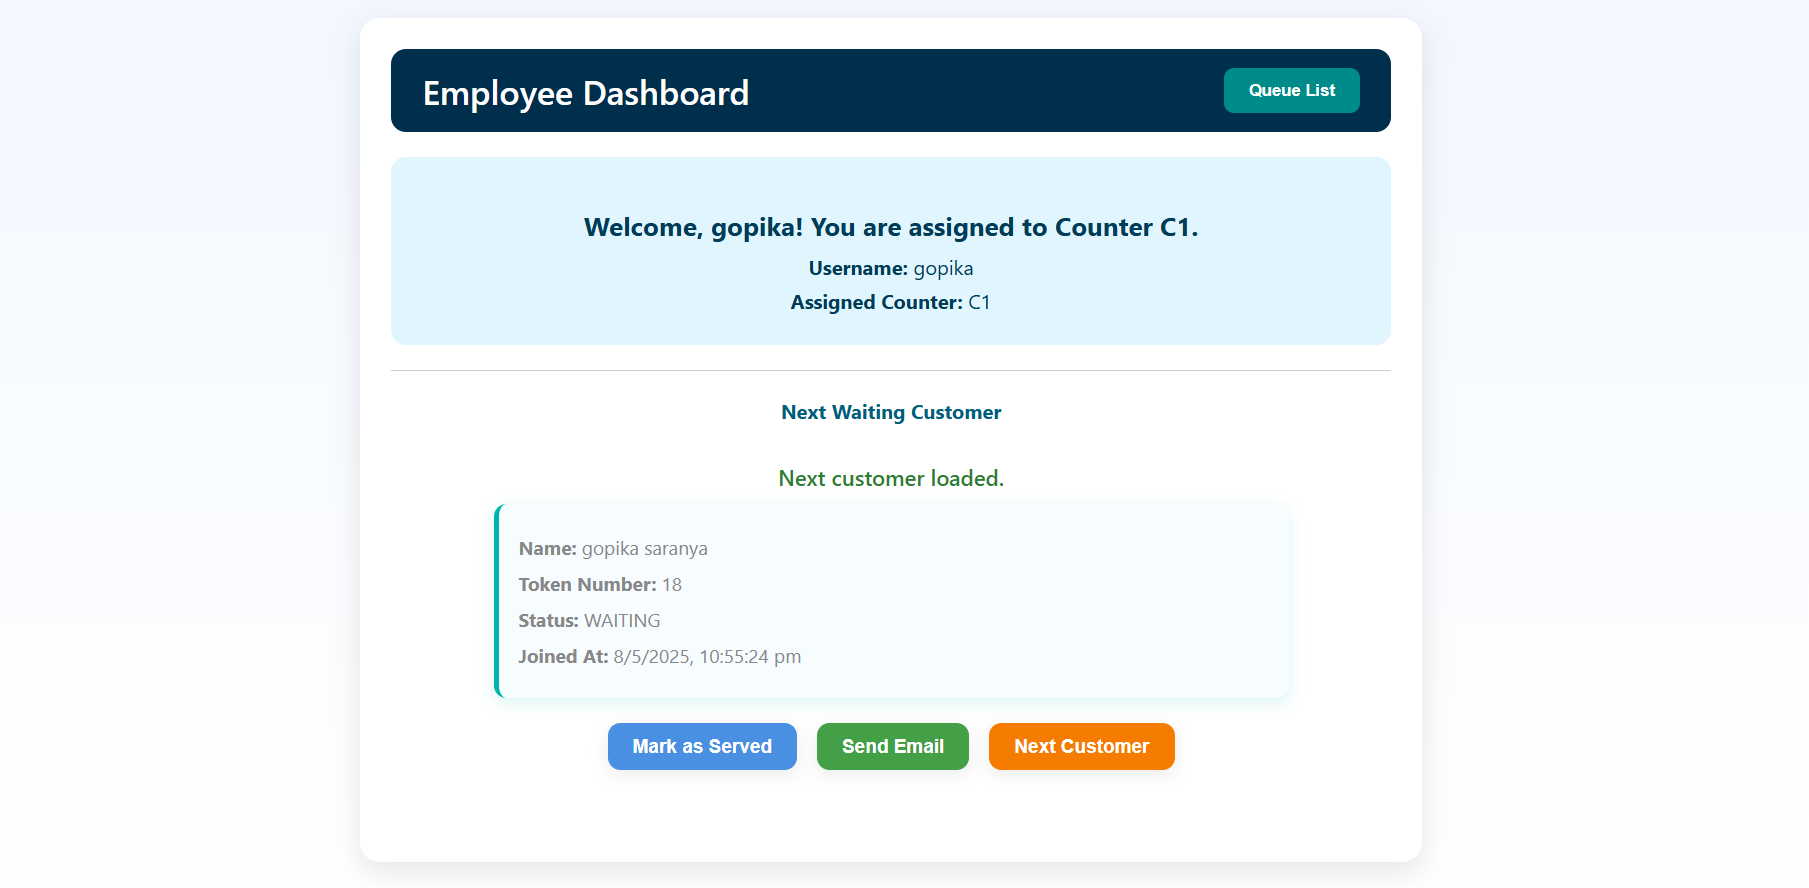 Employee Dashboard
Queue List
Welcome, gopika! You are assigned to Counter C1.
Username: gopika
Assigned Counter: C1
Next Waiting Customer
Next customer loaded.
Name: gopika saranya
Token Number: 18
Status: WAITING
Joined At: 8/5/2025, 10:55:24 pm
Mark as Served
Send Email
Next Customer